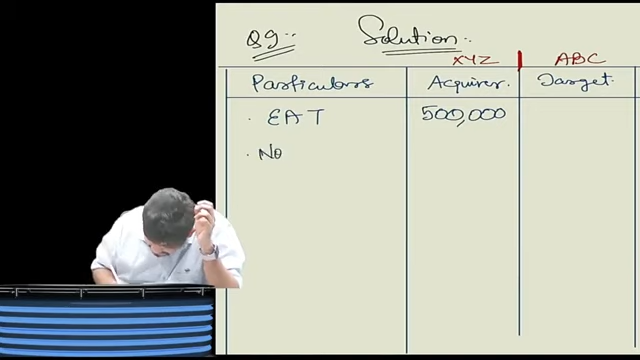 Q9:- Solution:-
XYZ | ABC
Particulars Acquirer. Target.
· EAT 500,000
· No